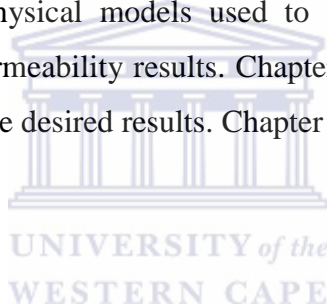 hysical models used to
rmeability results. Chapte
e desired results. Chapter
UNIVERSITY of the
WESTERN CAPE